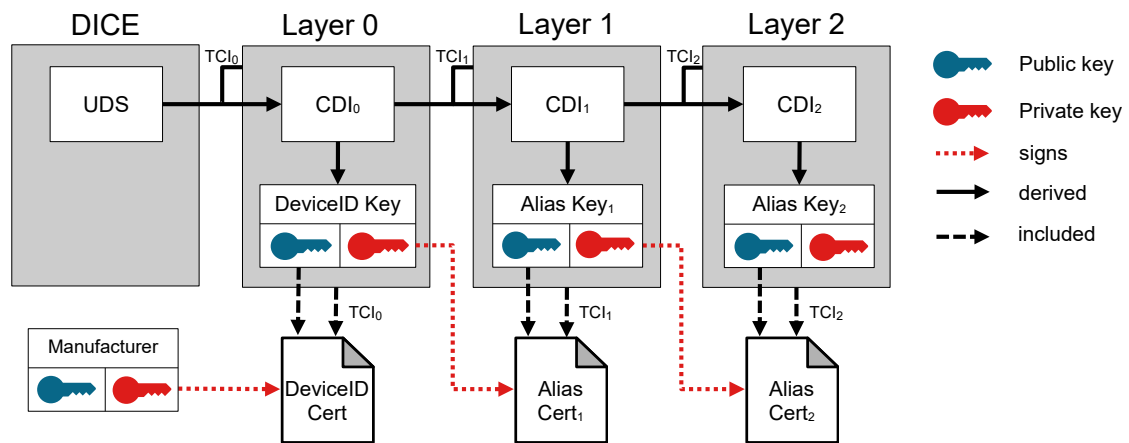 DICE
Layer 0
Layer 1
Layer 2
TCI₀
TCI₁
TCI₂
UDS
CDI₀
CDI₁
CDI₂
DeviceID Key
Alias Key₁
Alias Key₂
TCI₀
TCI₁
TCI₂
Manufacturer
DeviceID
Cert
Alias
Cert₁
Alias
Cert₂
Public key
Private key
signs
derived
included